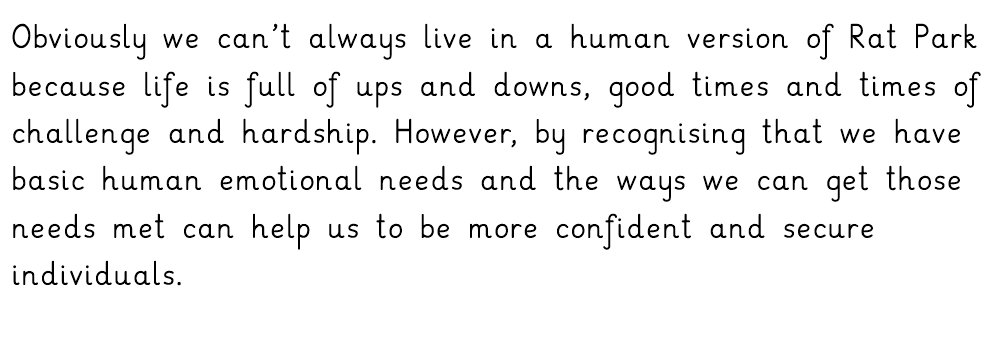 Obviously we can't always live in a human version of Rat Park
because life is full of ups and downs, good times and times of
challenge and hardship. However, by recognising that we have
basic human emotional needs and the ways we can get those
needs met can help us to be more confident and secure
individuals.